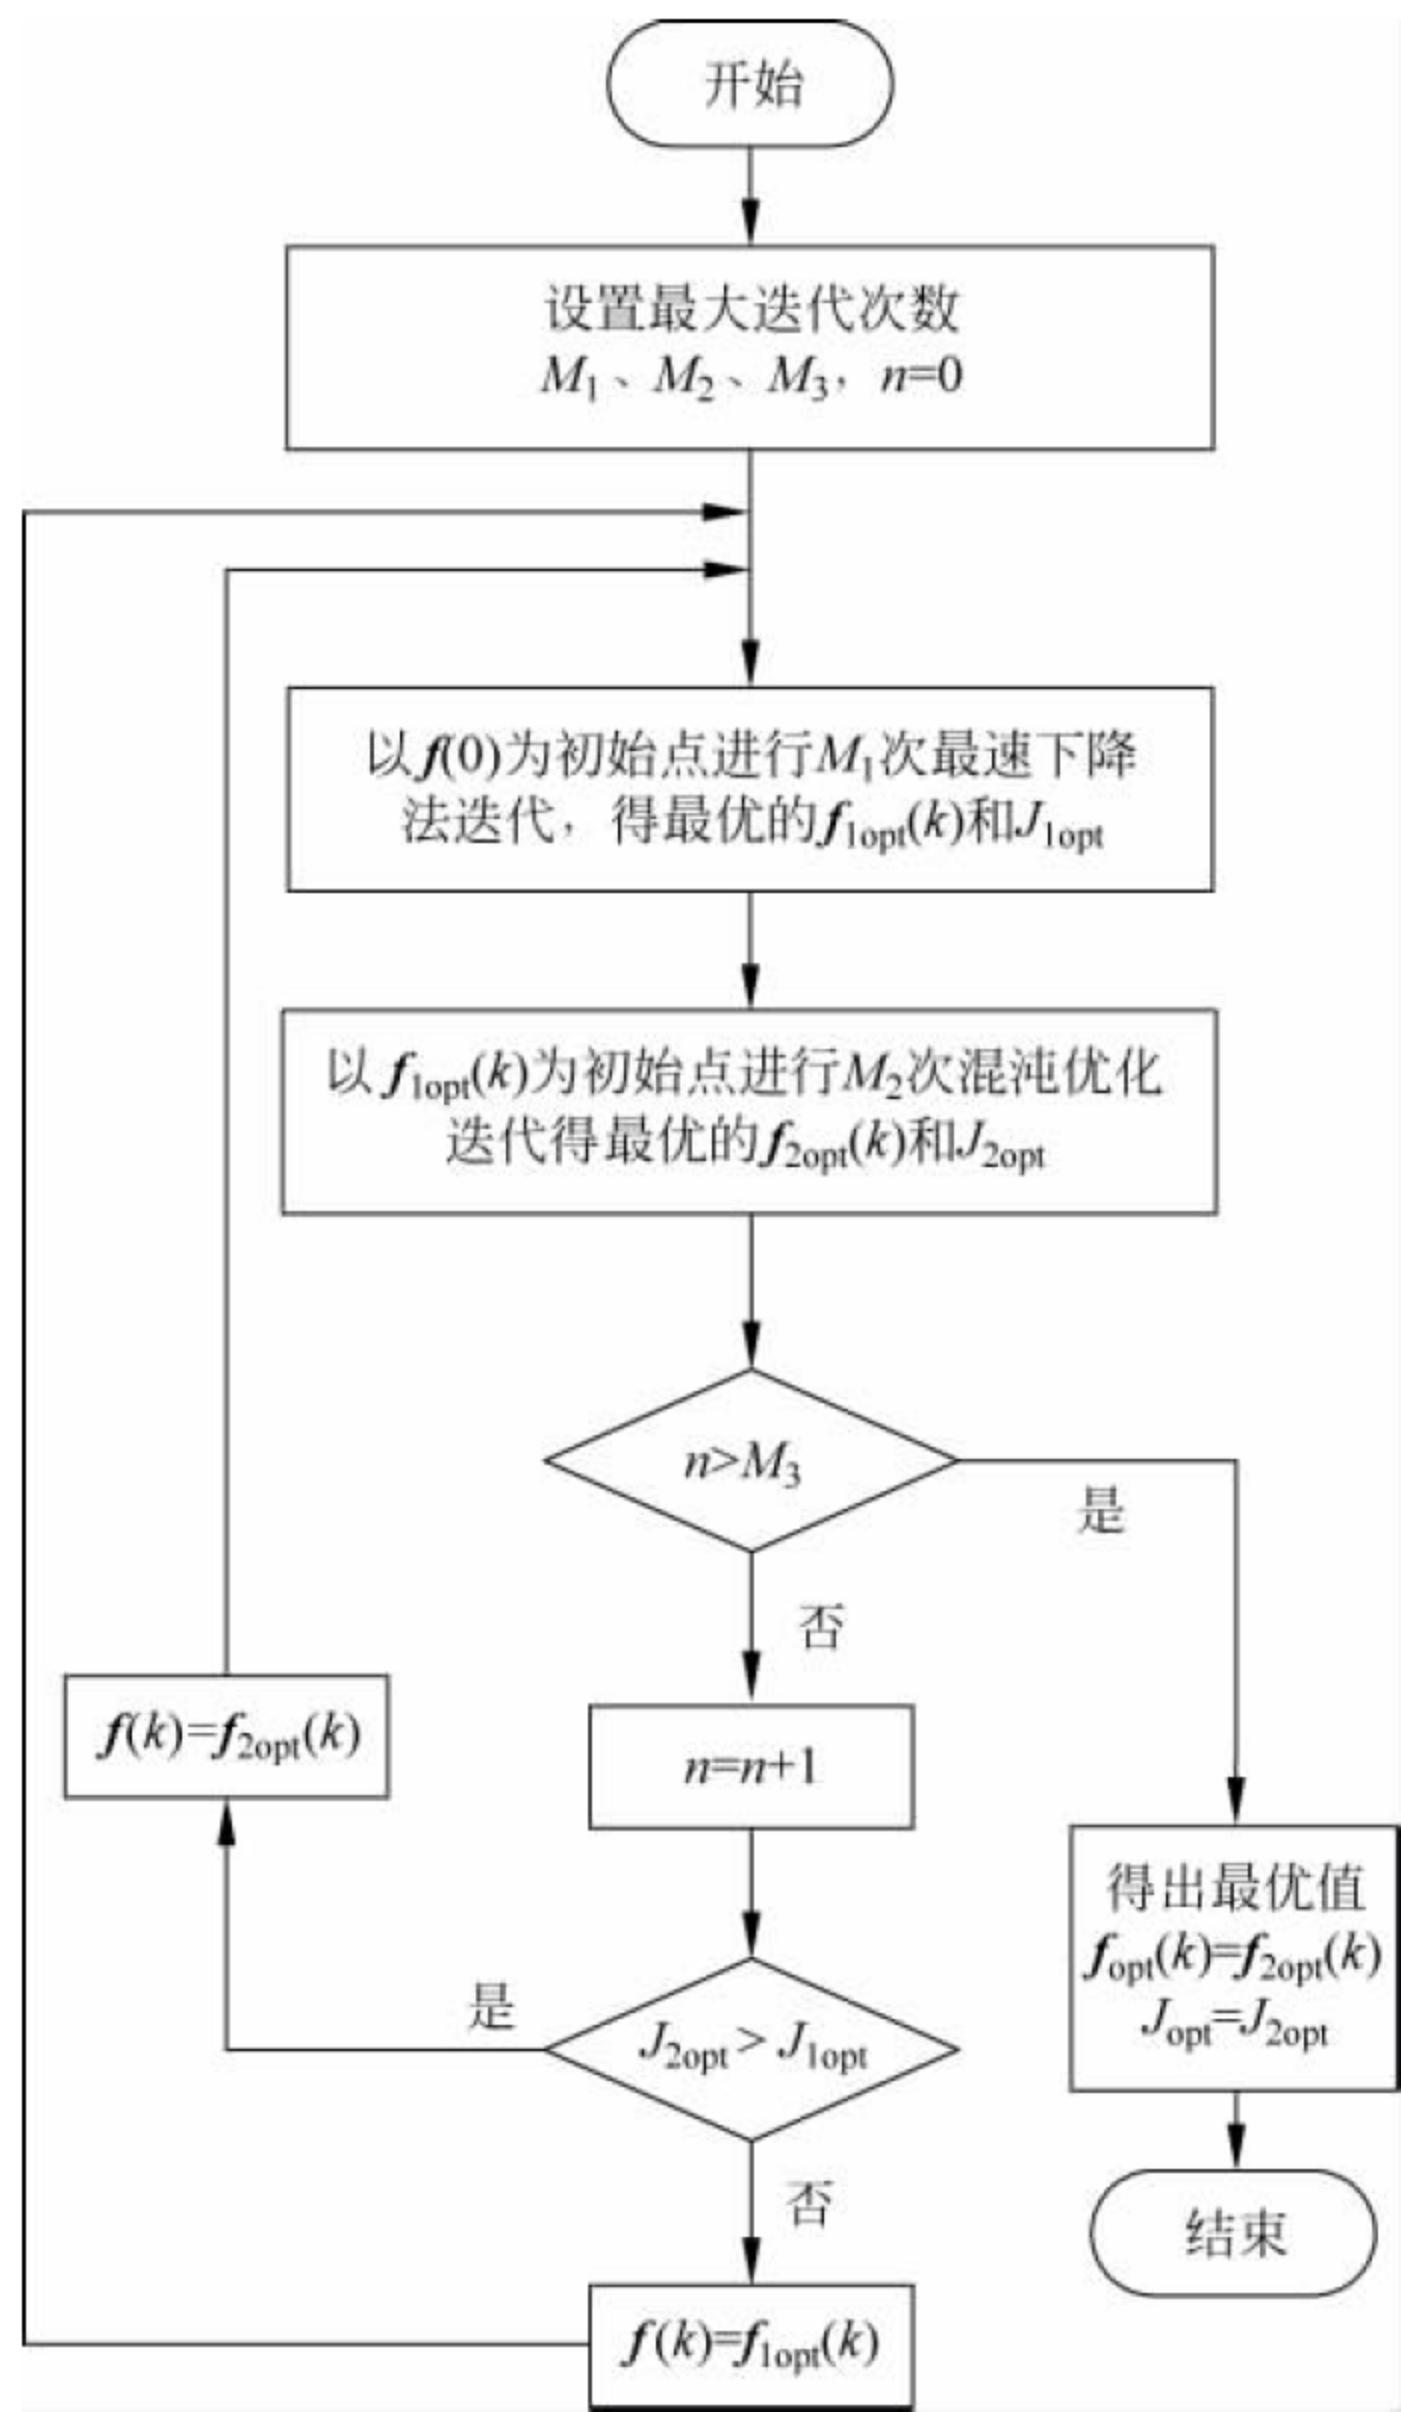 开始
设置最大迭代次数
M₁、M₂、M₃，n=0
以f(0)为初始点进行M₁次最速下降
法迭代，得最优的f₁opt(k)和J₁opt
以f₁opt(k)为初始点进行M₂次混沌优化
迭代得最优的f₂opt(k)和J₂opt
n>M₃
是
否
f(k)=f₂opt(k)
n=n+1
得出最优值
fopt(k)=f₂opt(k)
Jopt=J₂opt
是
J₂opt > J₁opt
否
结束
f(k)=f₁opt(k)